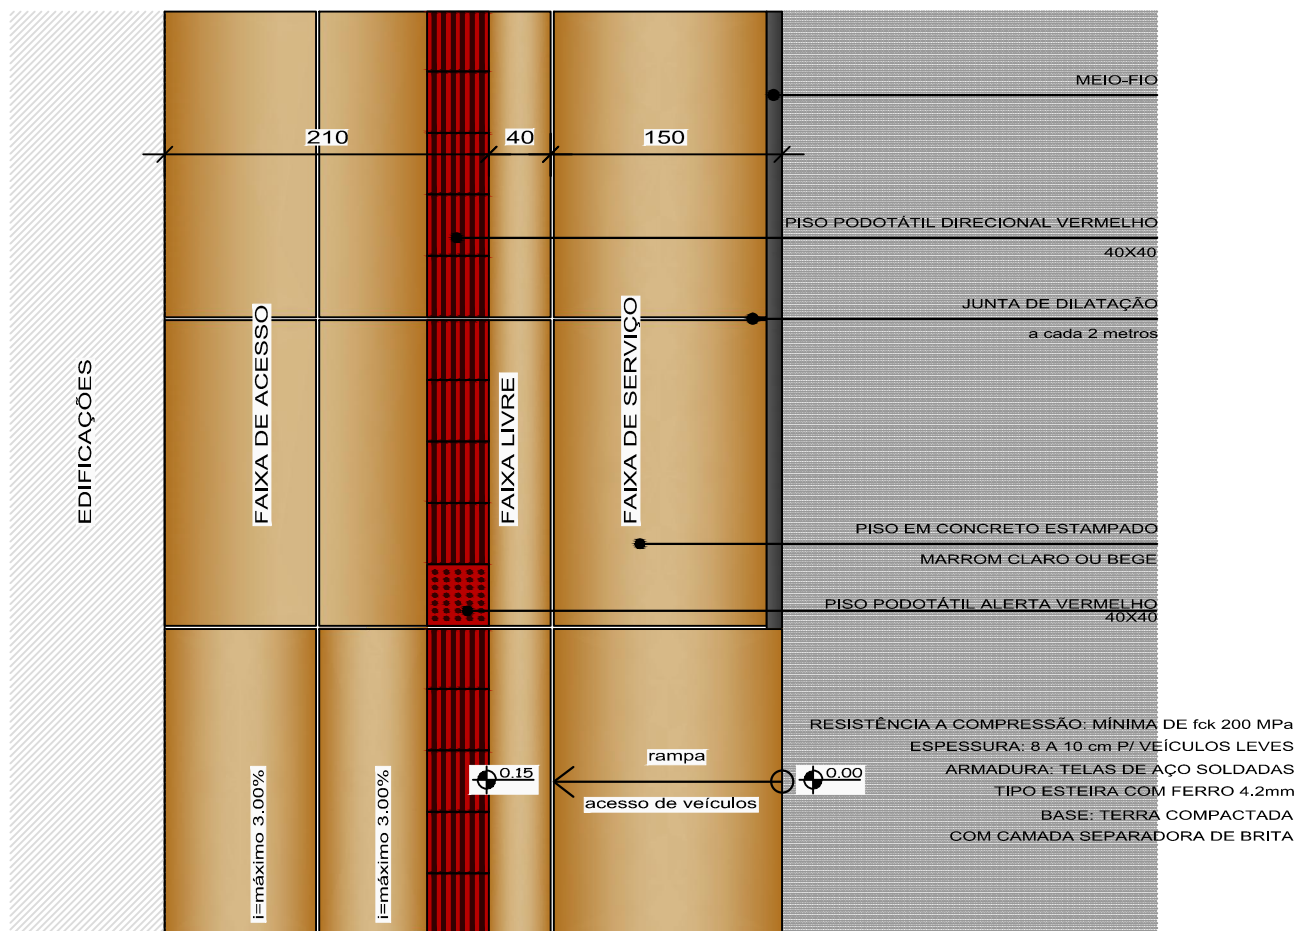 MEIO-FIO
210
40
150
PISO PODOTÁTIL DIRECIONAL VERMELHO
40X40
JUNTA DE DILATAÇÃO
a cada 2 metros
EDIFICAÇÕES
FAIXA DE ACESSO
FAIXA LIVRE
FAIXA DE SERVIÇO
PISO EM CONCRETO ESTAMPADO
MARROM CLARO OU BEGE
PISO PODOTÁTIL ALERTA VERMELHO
40X40
RESISTÊNCIA A COMPRESSÃO: MÍNIMA DE fck 200 MPa
ESPESSURA: 8 A 10 cm P/ VEÍCULOS LEVES
ARMADURA: TELAS DE AÇO SOLDADAS
TIPO ESTEIRA COM FERRO 4.2mm
BASE: TERRA COMPACTADA
COM CAMADA SEPARADORA DE BRITA
rampa
0.15
0.00
acesso de veículos
i=máximo 3.00%
i=máximo 3.00%